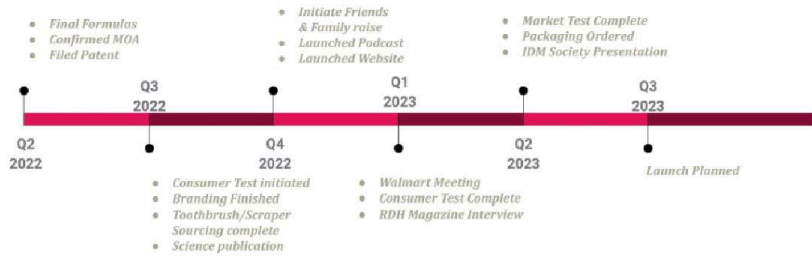 ● Final Formulas
● Confirmed MOA
● Filed Patent
● Initiate Friends
& Family raise
● Launched Podcast
● Launched Website
● Market Test Complete
● Packaging Ordered
● IDM Society Presentation
Q3
2022
Q1
2023
Q3
2023
Q2
2022
Q4
2022
Q2
2023
● Consumer Test initiated
● Branding Finished
● Toothbrush/Scraper
Sourcing complete
● Science publication
● Walmart Meeting
● Consumer Test Complete
● RDH Magazine Interview
Launch Planned